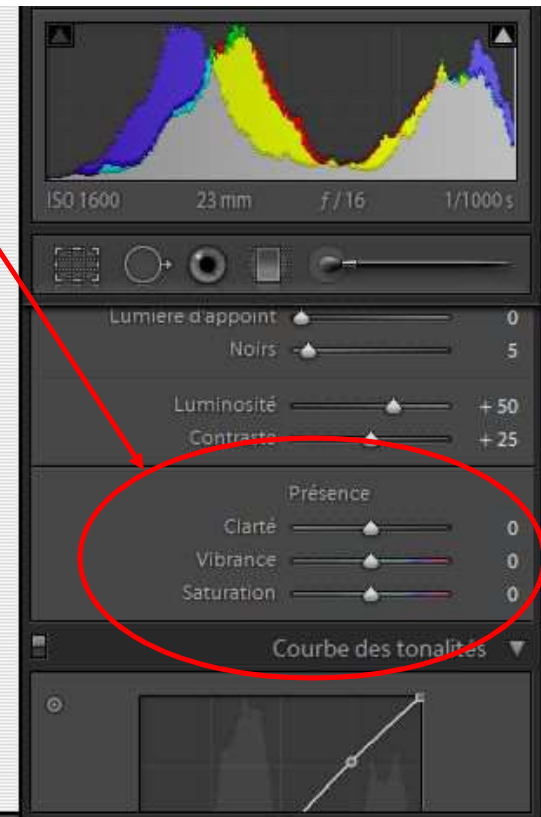 ISO 1600 23 mm f / 16 1/1000 s
Lumière d'appoint 0
Noirs 5
Luminosité + 50
Contraste + 25
Présence
Clarté 0
Vibrance 0
Saturation 0
Courbe des tonalités